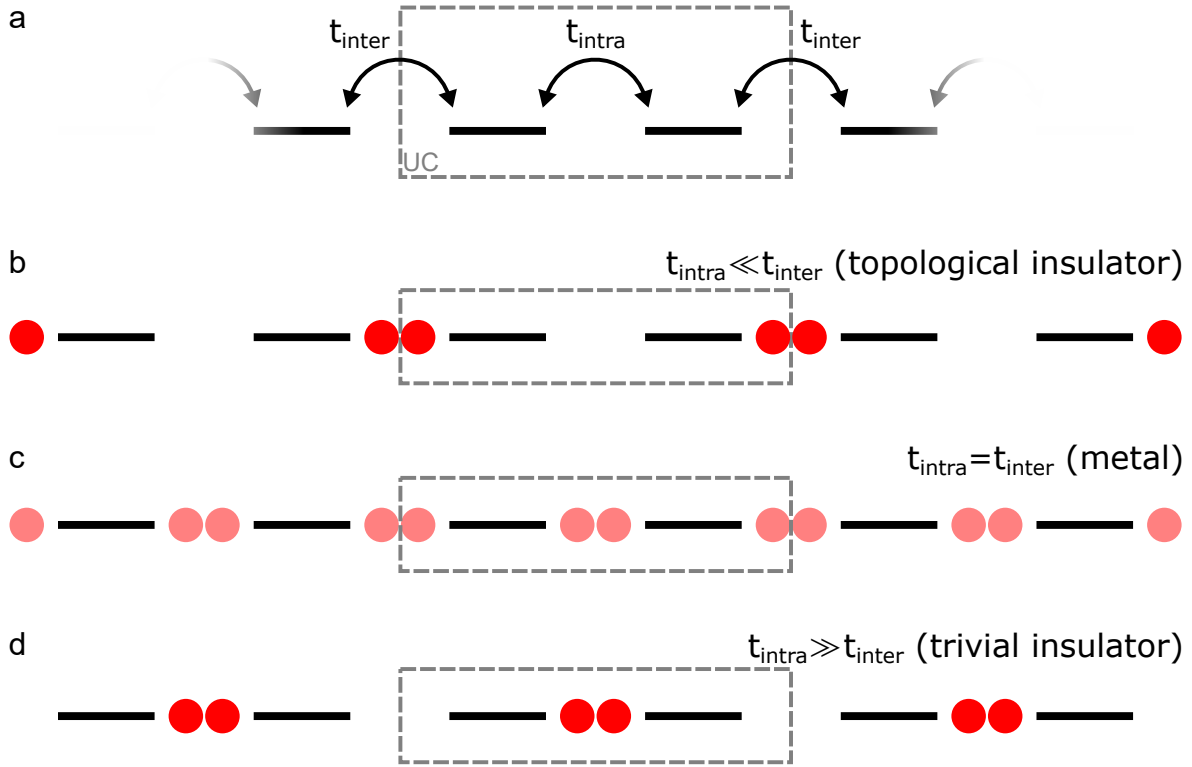 a
t_inter t_intra t_inter
UC
b
t_intra≪t_inter (topological insulator)
c
t_intra=t_inter (metal)
d
t_intra≫t_inter (trivial insulator)